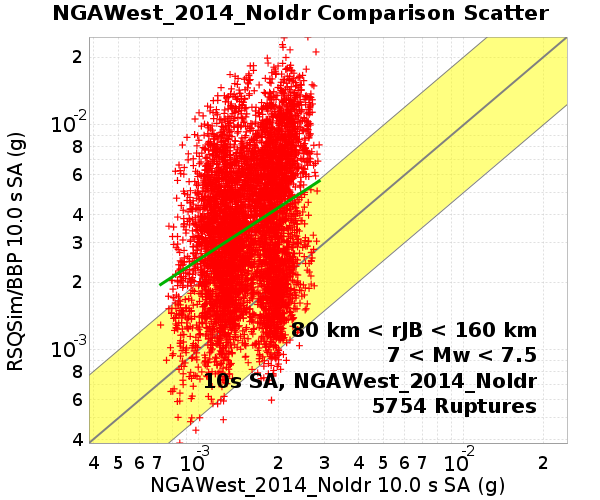 NGAWest_2014_NoIdr Comparison Scatter
RSQSim/BBP 10.0 s SA (g)
2
10-2
8
6
4
3
2
10-3
8
6
4
80 km < rJB < 160 km
7 < Mw < 7.5
10s SA, NGAWest_2014_NoIdr
5754 Ruptures
4 5 6 7 10-3 2 3 4 5 6 7 10-2 2
NGAWest_2014_NoIdr 10.0 s SA (g)